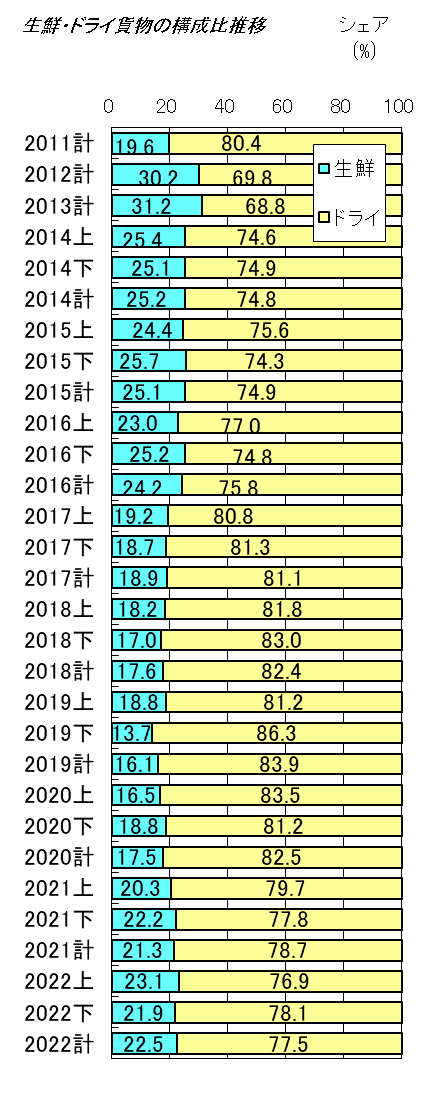 生鮮・ドライ貨物の構成比推移
シェア
(%)
0 20 40 60 80 100
2011計 19.6 80.4
2012計 30.2 69.8
2013計 31.2 68.8
2014上 25.4 74.6
2014下 25.1 74.9
2014計 25.2 74.8
2015上 24.4 75.6
2015下 25.7 74.3
2015計 25.1 74.9
2016上 23.0 77.0
2016下 25.2 74.8
2016計 24.2 75.8
2017上 19.2 80.8
2017下 18.7 81.3
2017計 18.9 81.1
2018上 18.2 81.8
2018下 17.0 83.0
2018計 17.6 82.4
2019上 18.8 81.2
2019下 13.7 86.3
2019計 16.1 83.9
2020上 16.5 83.5
2020下 18.8 81.2
2020計 17.5 82.5
2021上 20.3 79.7
2021下 22.2 77.8
2021計 21.3 78.7
2022上 23.1 76.9
2022下 21.9 78.1
2022計 22.5 77.5
生鮮
ドライ